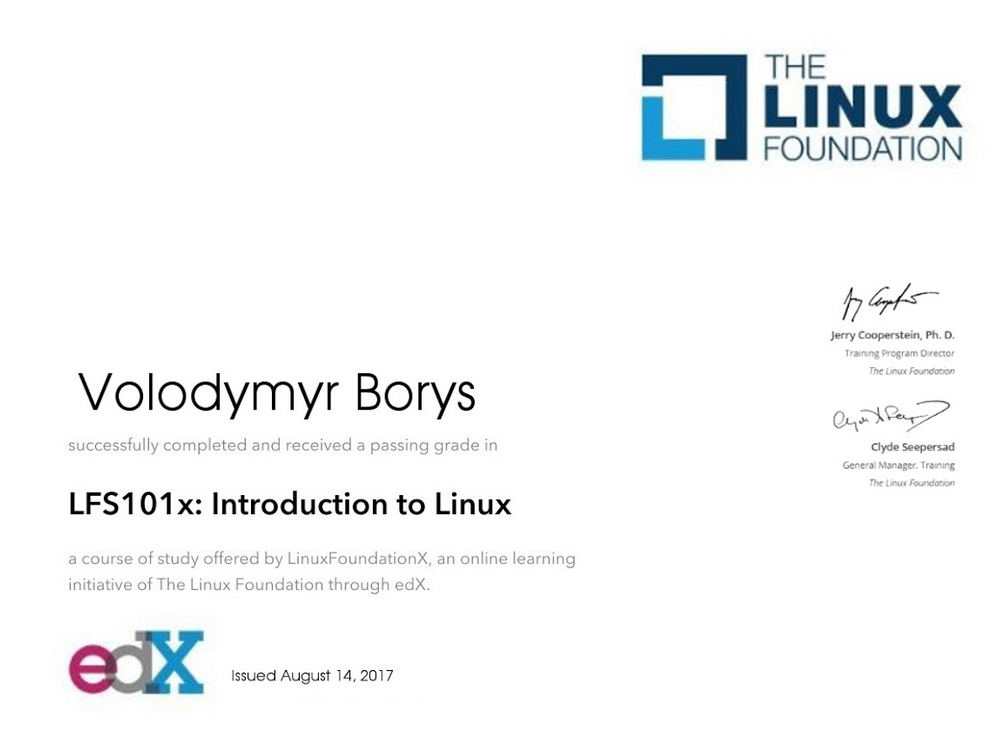 THE
LINUX
FOUNDATION
Jerry Cooperstein, Ph. D.
Training Program Director
The Linux Foundation
Clyde Seepersad
General Manager, Training
The Linux Foundation
Volodymyr Borys
successfully completed and received a passing grade in
LFS101x: Introduction to Linux
a course of study offered by LinuxFoundationX, an online learning
initiative of The Linux Foundation through edX.
edX
Issued August 14, 2017